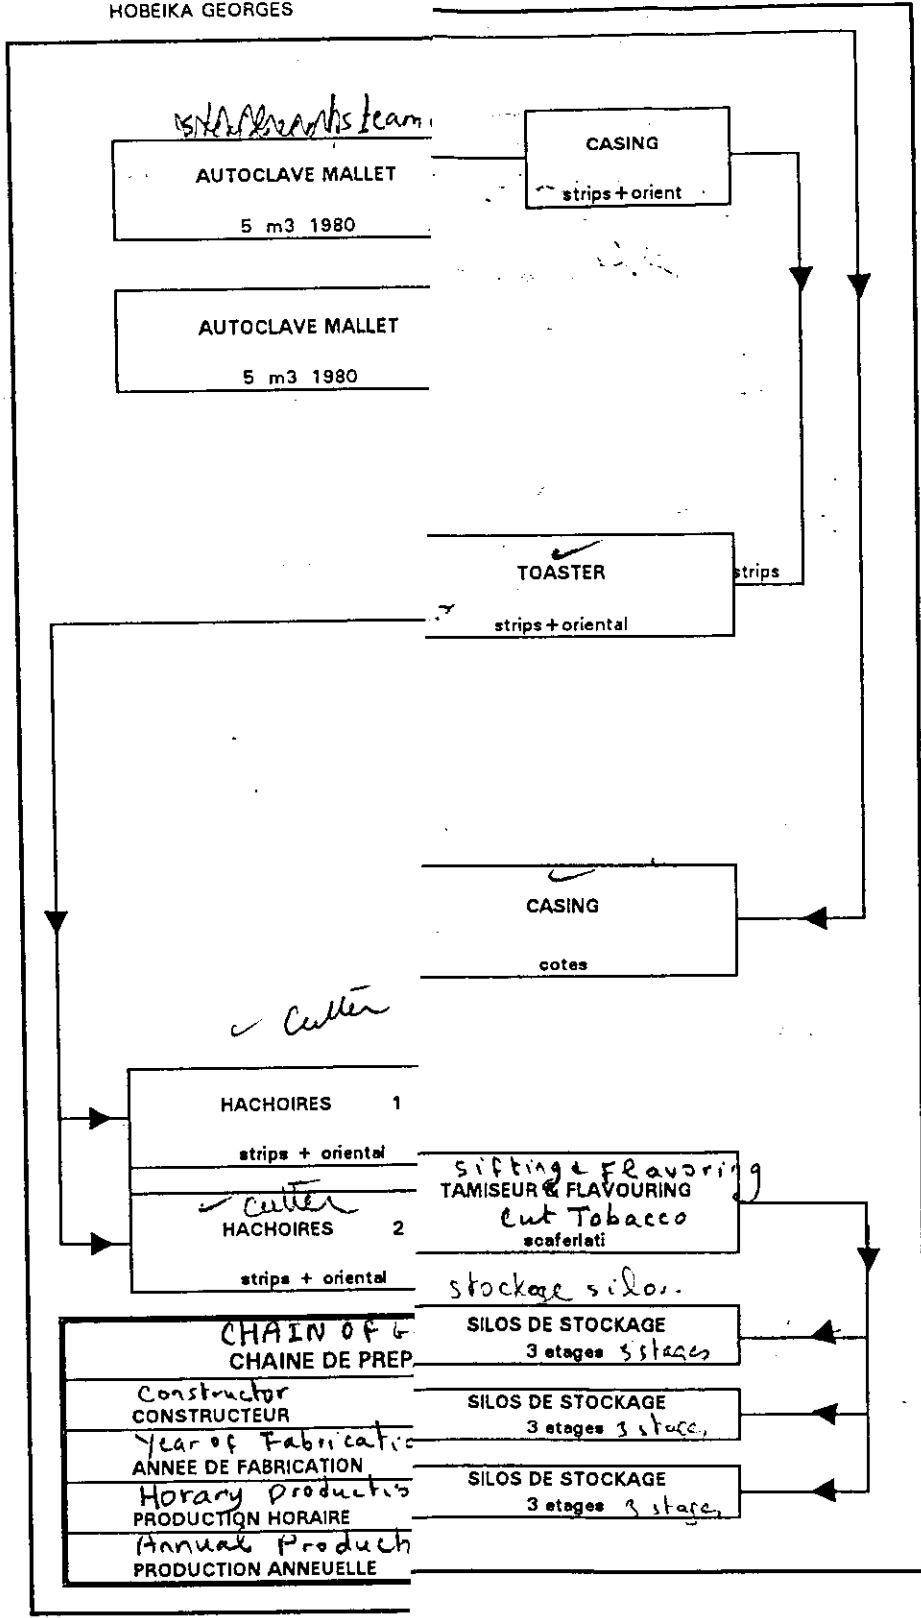 HOBEIKA GEORGES
steam
AUTOCLAVE MALLET
5 m3 1980
CASING
strips+orient
AUTOCLAVE MALLET
5 m3 1980
TOASTER
strips
strips+oriental
CASING
cotes
✓ Cutter
HACHOIRES 1
strips + oriental
✓ cutter
HACHOIRES 2
strips + oriental
sifting & Flavoring
TAMISEUR & FLAVOURING
Cut Tobacco
scaferlati
stockage silos.
SILOS DE STOCKAGE
3 etages 3 stages
SILOS DE STOCKAGE
3 etages 3 stages
SILOS DE STOCKAGE
3 etages 3 stages
CHAIN OF G
CHAINE DE PREP
Constructor
CONSTRUCTEUR
Year of Fabricatio
ANNEE DE FABRICATION
Horary Productio
PRODUCTION HORAIRE
Annual Product
PRODUCTION ANNEUELLE